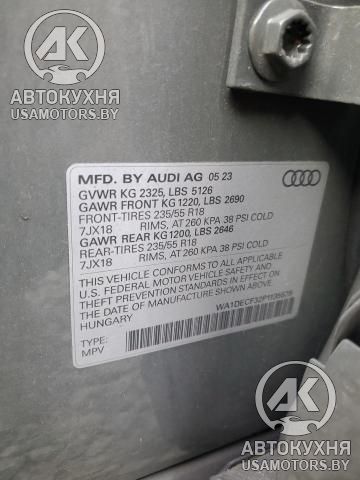 АК
АВТОКУХНЯ
USAMOTORS.BY
MFD. BY AUDI AG 05 23
GVWR KG 2325, LBS 5126
GAWR FRONT KG 1220, LBS 2690
FRONT-TIRES 235/55 R18
7JX18 RIMS, AT 260 KPA 38 PSI COLD
GAWR REAR KG1200, LBS 2646
REAR-TIRES 235/55 R18
7JX18 RIMS, AT 260 KPA 38 PSI COLD
THIS VEHICLE CONFORMS TO ALL APPLICABLE
U.S. FEDERAL MOTOR VEHICLE SAFETY AND
THEFT PREVENTION STANDARDS IN EFFECT ON
THE DATE OF MANUFACTURE SHOWN ABOVE.
HUNGARY
TYPE:
MPV
АК
АВТОКУХНЯ
USAMOTORS.BY